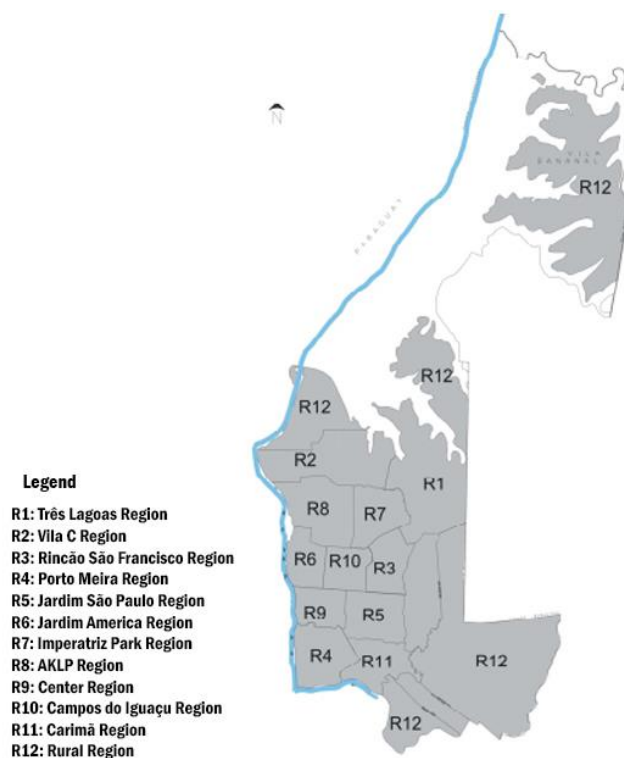 N
PARAGUAY
VILA
BANANAL
R12
R12
R12
R2
R1
R8
R7
R6
R10
R3
R9
R5
R4
R11
R12
R12
Legend
R1: Três Lagoas Region
R2: Vila C Region
R3: Rincão São Francisco Region
R4: Porto Meira Region
R5: Jardim São Paulo Region
R6: Jardim America Region
R7: Imperatriz Park Region
R8: AKLP Region
R9: Center Region
R10: Campos do Iguaçu Region
R11: Carimã Region
R12: Rural Region